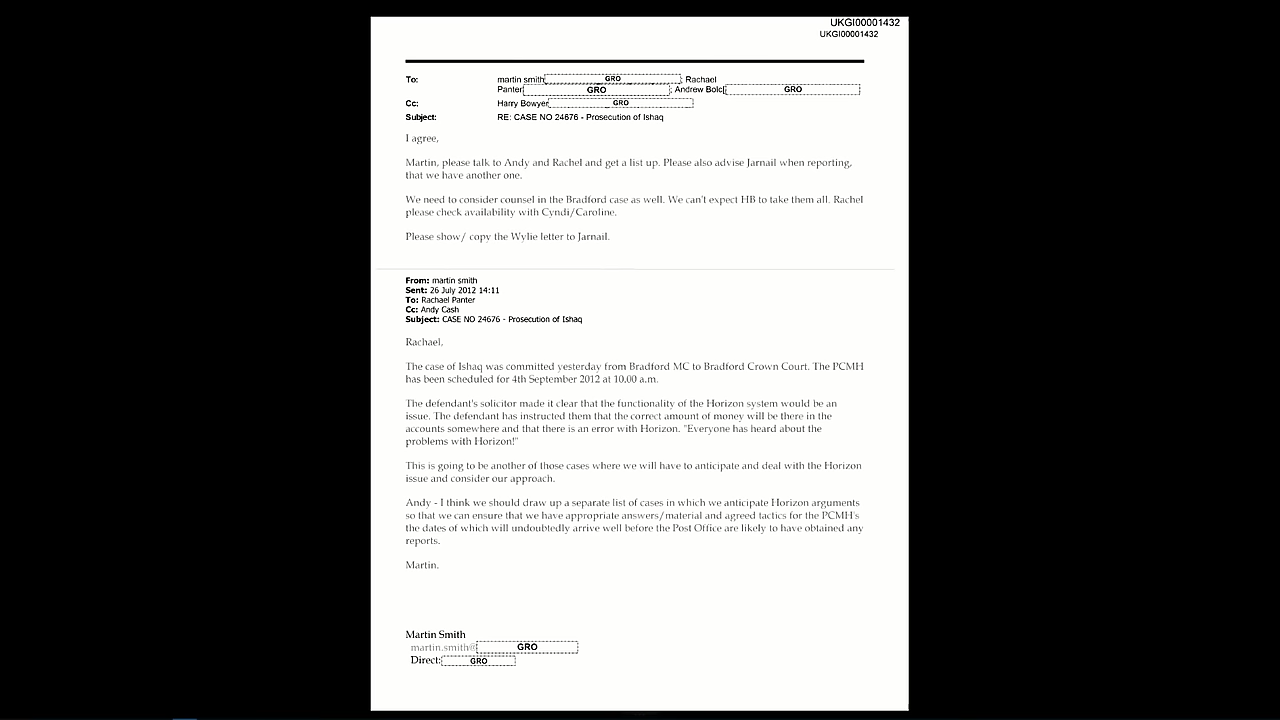 UKGI00001432
UKGI00001432
To: martin smith GRO ; Rachael
Panter GRO ; Andrew Bolc GRO
Cc: Harry Bowyer GRO
Subject: RE: CASE NO 24676 - Prosecution of Ishaq
I agree,
Martin, please talk to Andy and Rachel and get a list up. Please also advise Jarnail when reporting,
that we have another one.
We need to consider counsel in the Bradford case as well. We can't expect HB to take them all. Rachel
please check availability with Cyndi/Caroline.
Please show/ copy the Wylie letter to Jarnail.
From: martin smith
Sent: 26 July 2012 14:11
To: Rachael Panter
Cc: Andy Cash
Subject: CASE NO 24676 - Prosecution of Ishaq
Rachael,
The case of Ishaq was committed yesterday from Bradford MC to Bradford Crown Court. The PCMH
has been scheduled for 4th September 2012 at 10.00 a.m.
The defendant's solicitor made it clear that the functionality of the Horizon system would be an
issue. The defendant has instructed them that the correct amount of money will be there in the
accounts somewhere and that there is an error with Horizon. "Everyone has heard about the
problems with Horizon!"
This is going to be another of those cases where we will have to anticipate and deal with the Horizon
issue and consider our approach.
Andy - I think we should draw up a separate list of cases in which we anticipate Horizon arguments
so that we can ensure that we have appropriate answers/material and agreed tactics for the PCMH's
the dates of which will undoubtedly arrive well before the Post Office are likely to have obtained any
reports.
Martin.
Martin Smith
martin.smith@ GRO
Direct: GRO